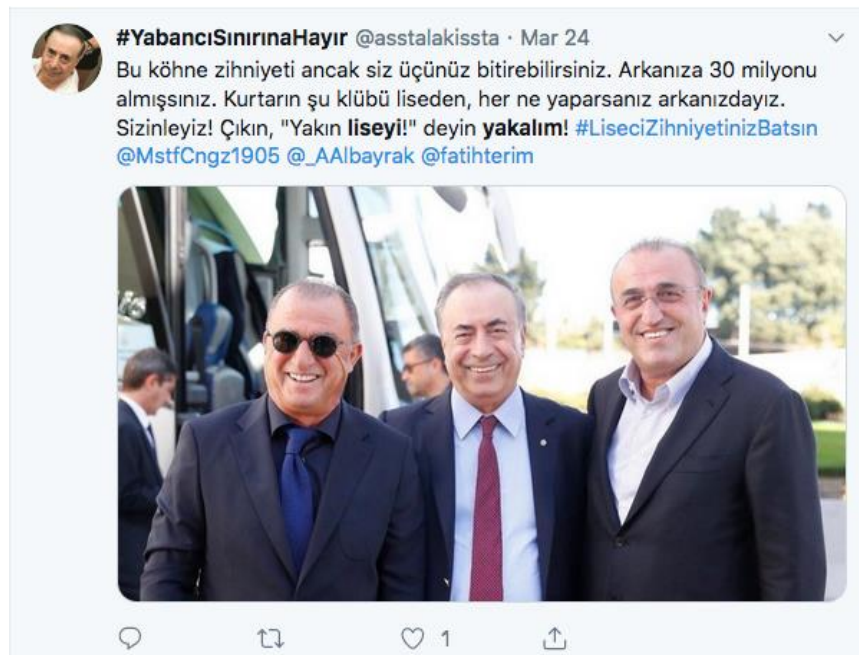 #YabancıSınırınaHayır @asstalakissta · Mar 24
Bu köhne zihniyeti ancak siz üçünüz bitirebilirsiniz. Arkanıza 30 milyonu
almışsınız. Kurtarın şu klübü liseden, her ne yaparsanız arkanızdayız.
Sizinleyiz! Çıkın, "Yakın liseyi!" deyin yakalım! #LiseciZihniyetinizBatsın
@MstfCngz1905 @_AAlbayrak @fatihterim
1